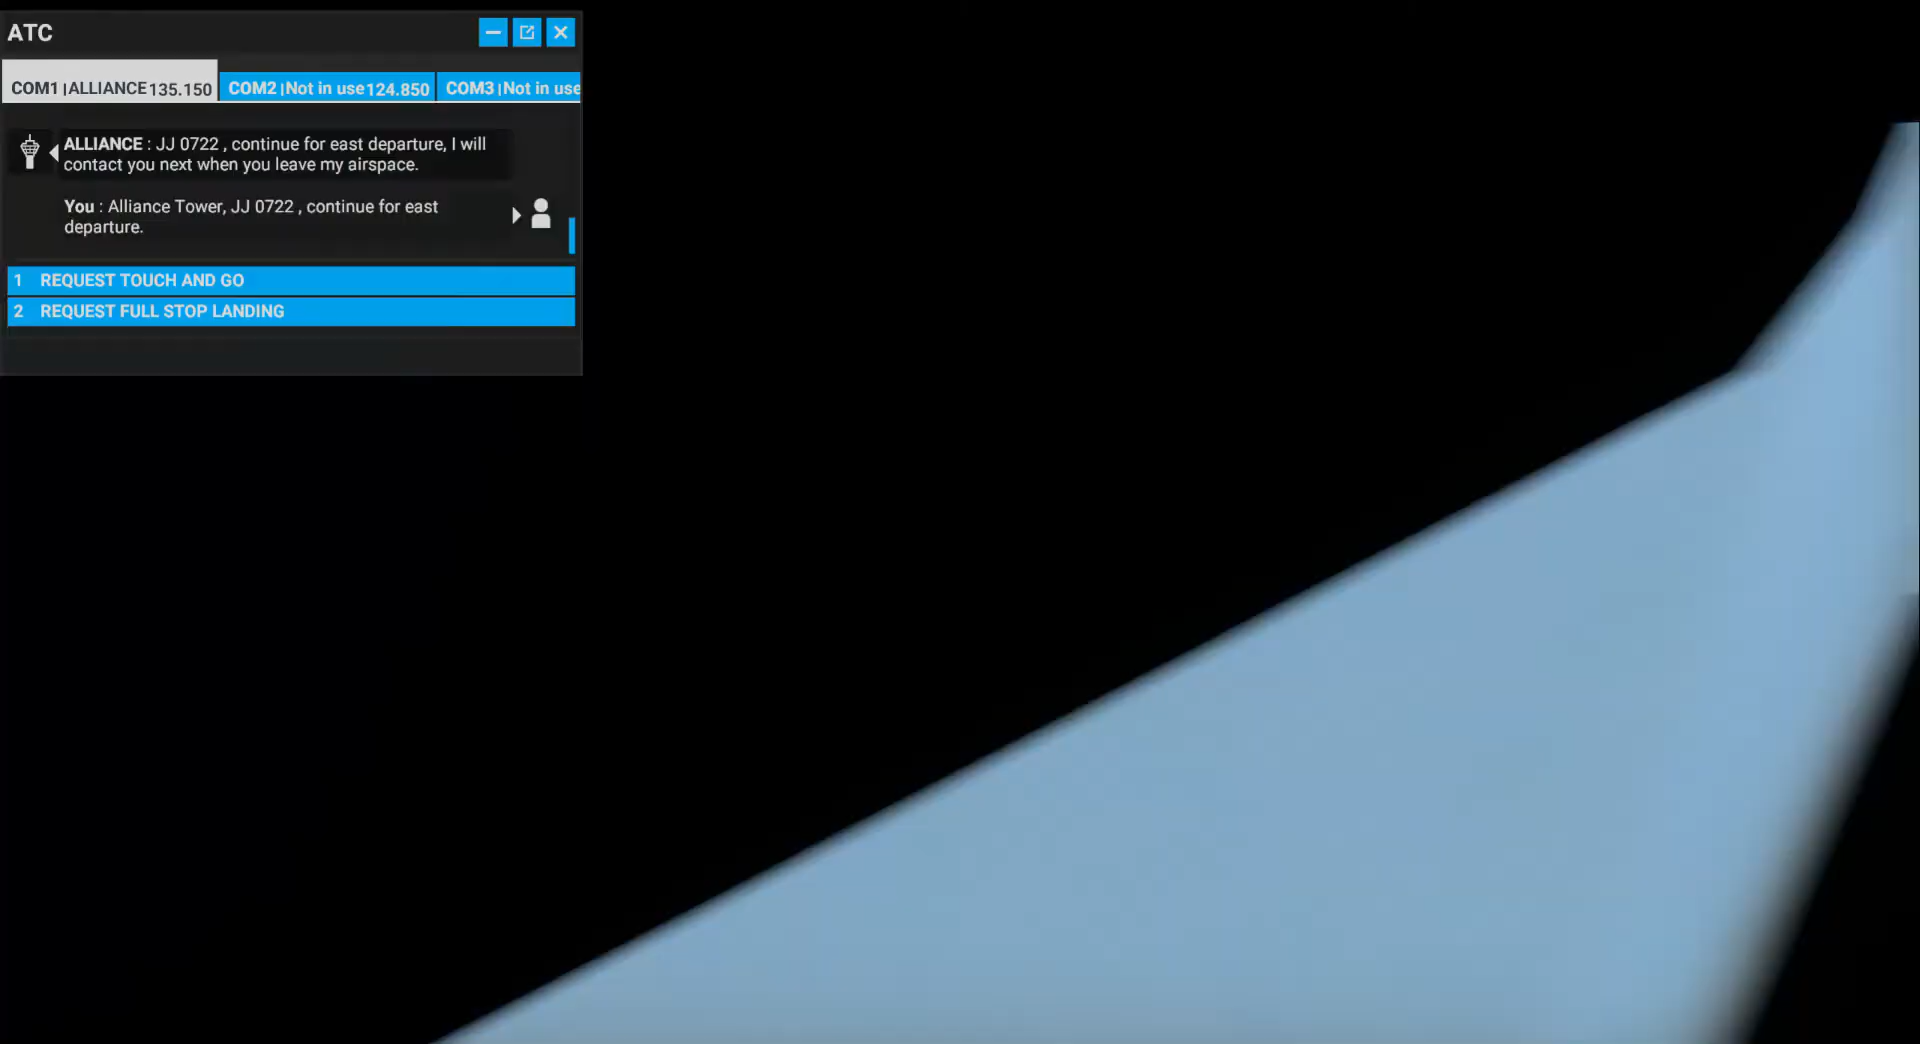 ATC
COM1 | ALLIANCE 135.150
COM2 | Not in use 124.850
COM3 | Not in use
ALLIANCE : JJ 0722 , continue for east departure, I will
contact you next when you leave my airspace.
You : Alliance Tower, JJ 0722 , continue for east
departure.
1 REQUEST TOUCH AND GO
2 REQUEST FULL STOP LANDING